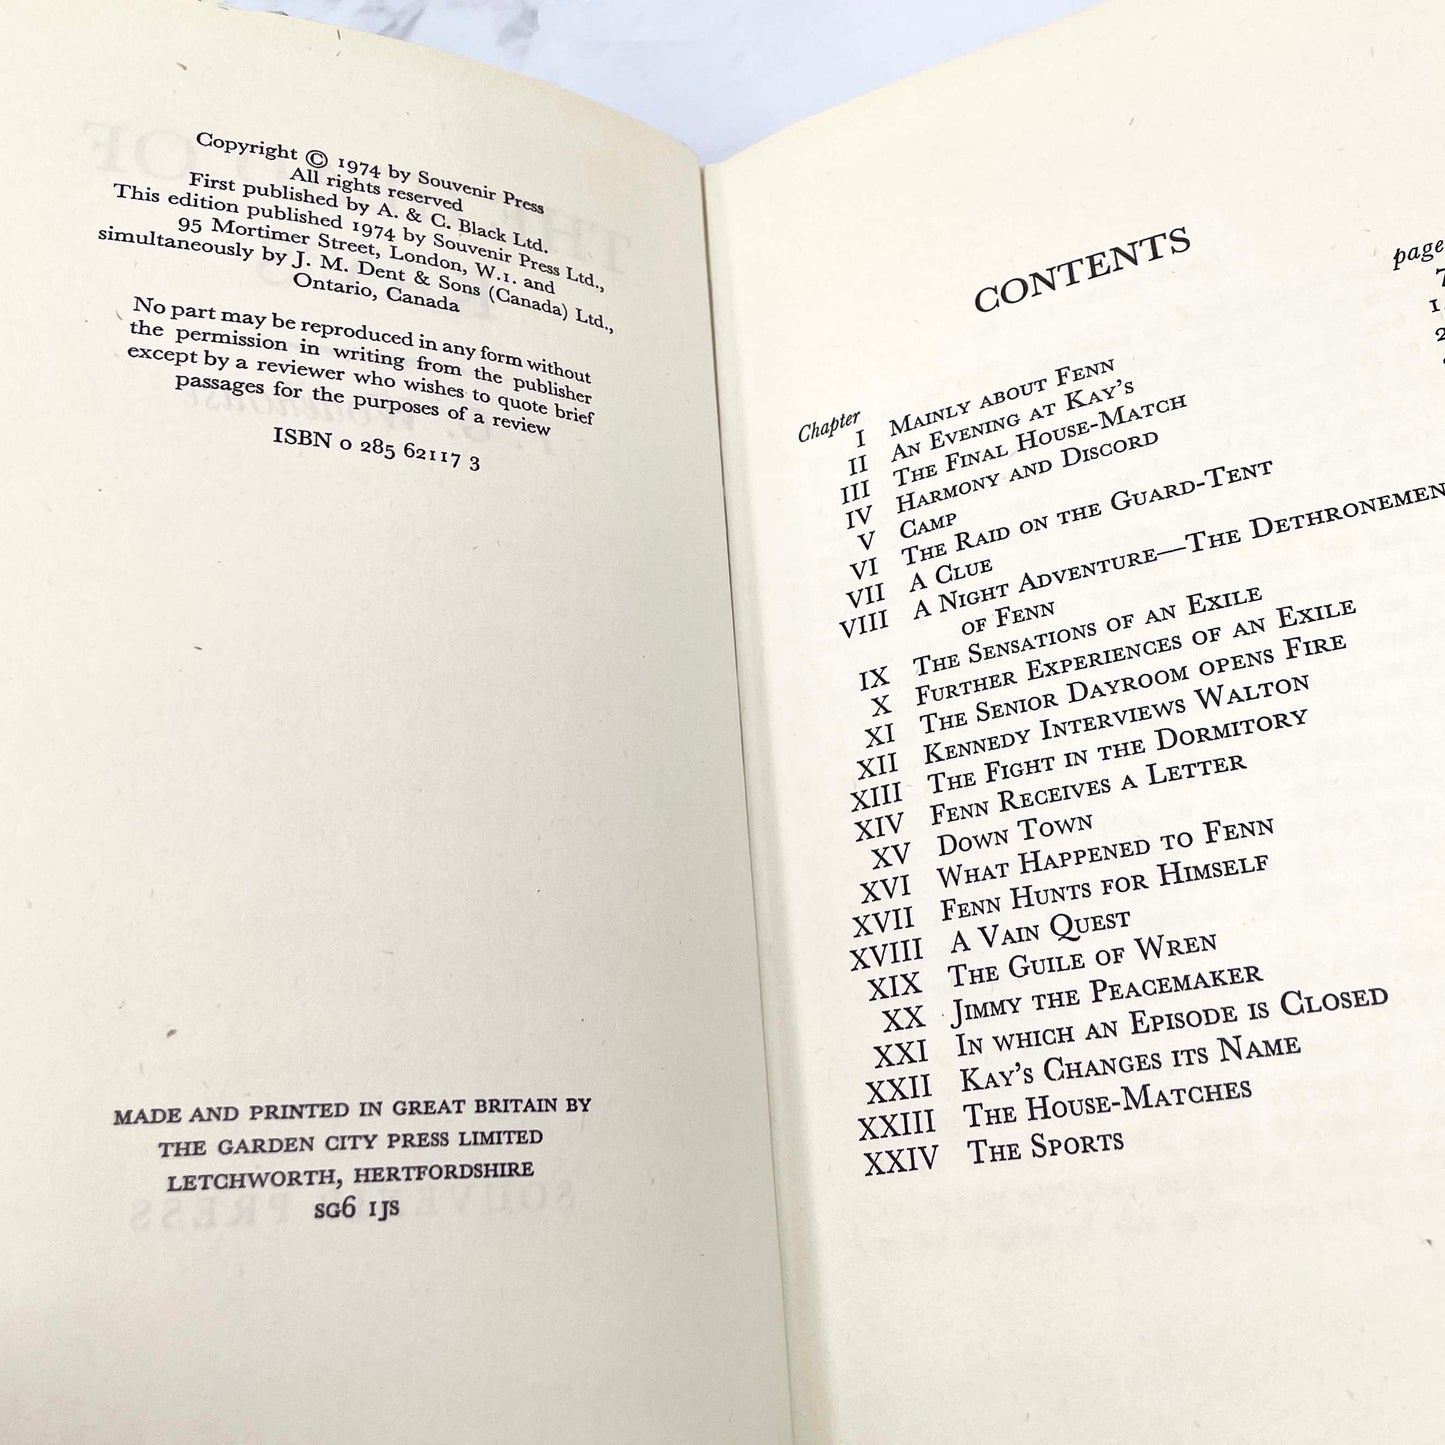 Copyright © 1974 by Souvenir Press
All rights reserved
First published by A. & C. Black Ltd.
This edition published 1974 by Souvenir Press Ltd.,
95 Mortimer Street, London, W.1. and
simultaneously by J. M. Dent & Sons (Canada) Ltd.,
Ontario, Canada
No part may be reproduced in any form without
the permission in writing from the publisher
except by a reviewer who wishes to quote brief
passages for the purposes of a review
ISBN 0 285 62117 3
MADE AND PRINTED IN GREAT BRITAIN BY
THE GARDEN CITY PRESS LIMITED
LETCHWORTH, HERTFORDSHIRE
SG6 1JS
CONTENTS
Chapter page
I Mainly about Fenn 7
II An Evening at Kay's
III The Final House-Match
IV Harmony and Discord
V Camp
VI The Raid on the Guard-Tent
VII A Clue
VIII A Night Adventure—The Dethronemen
of Fenn
IX The Sensations of an Exile
X Further Experiences of an Exile
XI The Senior Dayroom opens Fire
XII Kennedy Interviews Walton
XIII The Fight in the Dormitory
XIV Fenn Receives a Letter
XV Down Town
XVI What Happened to Fenn
XVII Fenn Hunts for Himself
XVIII A Vain Quest
XIX The Guile of Wren
XX Jimmy the Peacemaker
XXI In which an Episode is Closed
XXII Kay's Changes its Name
XXIII The House-Matches
XXIV The Sports